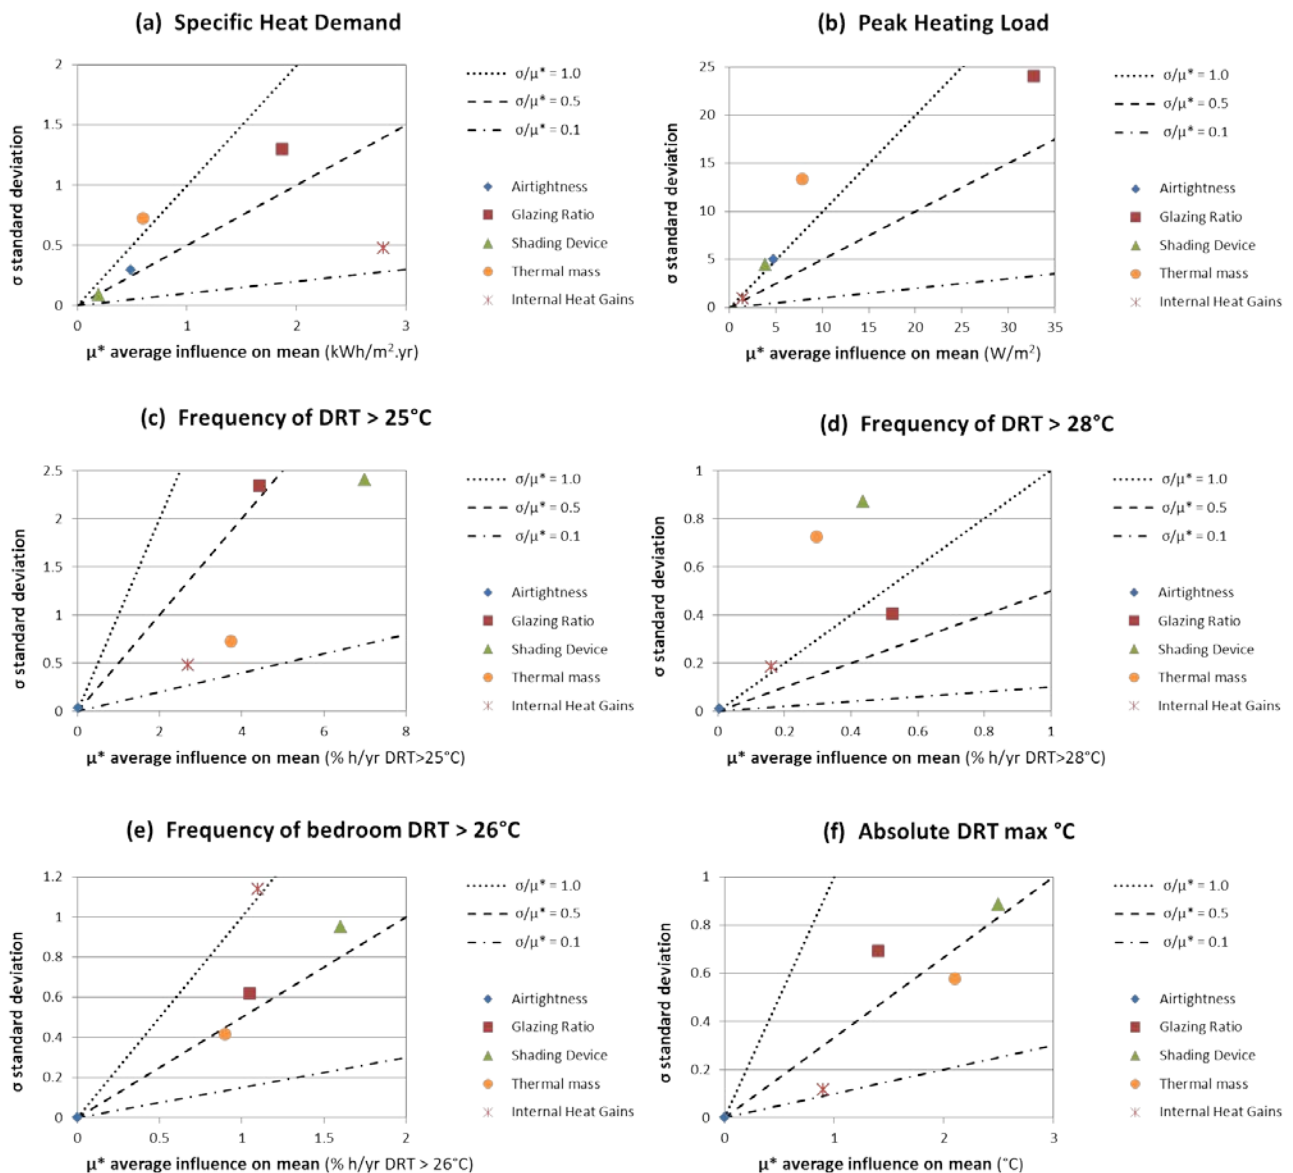 (a) Specific Heat Demand
2
1.5
1
0.5
0
0
1
2
3
σ standard deviation
μ* average influence on mean (kWh/m².yr)
σ/μ* = 1.0
σ/μ* = 0.5
σ/μ* = 0.1
Airtightness
Glazing Ratio
Shading Device
Thermal mass
Internal Heat Gains
(b) Peak Heating Load
25
20
15
10
5
0
0
5
10
15
20
25
30
35
σ standard deviation
μ* average influence on mean (W/m²)
σ/μ* = 1.0
σ/μ* = 0.5
σ/μ* = 0.1
Airtightness
Glazing Ratio
Shading Device
Thermal mass
Internal Heat Gains
(c) Frequency of DRT > 25°C
2.5
2
1.5
1
0.5
0
0
2
4
6
8
σ standard deviation
μ* average influence on mean (% h/yr DRT>25°C)
σ/μ* = 1.0
σ/μ* = 0.5
σ/μ* = 0.1
Airtightness
Glazing Ratio
Shading Device
Thermal mass
Internal Heat Gains
(d) Frequency of DRT > 28°C
1
0.8
0.6
0.4
0.2
0
0
0.2
0.4
0.6
0.8
1
σ standard deviation
μ* average influence on mean (% h/yr DRT>28°C)
σ/μ* = 1.0
σ/μ* = 0.5
σ/μ* = 0.1
Airtightness
Glazing Ratio
Shading Device
Thermal mass
Internal Heat Gains
(e) Frequency of bedroom DRT > 26°C
1.2
1
0.8
0.6
0.4
0.2
0
0
0.5
1
1.5
2
σ standard deviation
μ* average influence on mean (% h/yr DRT > 26°C)
σ/μ* = 1.0
σ/μ* = 0.5
σ/μ* = 0.1
Airtightness
Glazing Ratio
Shading Device
Thermal mass
Internal Heat Gains
(f) Absolute DRT max °C
1
0.8
0.6
0.4
0.2
0
0
1
2
3
σ standard deviation
μ* average influence on mean (°C)
σ/μ* = 1.0
σ/μ* = 0.5
σ/μ* = 0.1
Airtightness
Glazing Ratio
Shading Device
Thermal mass
Internal Heat Gains